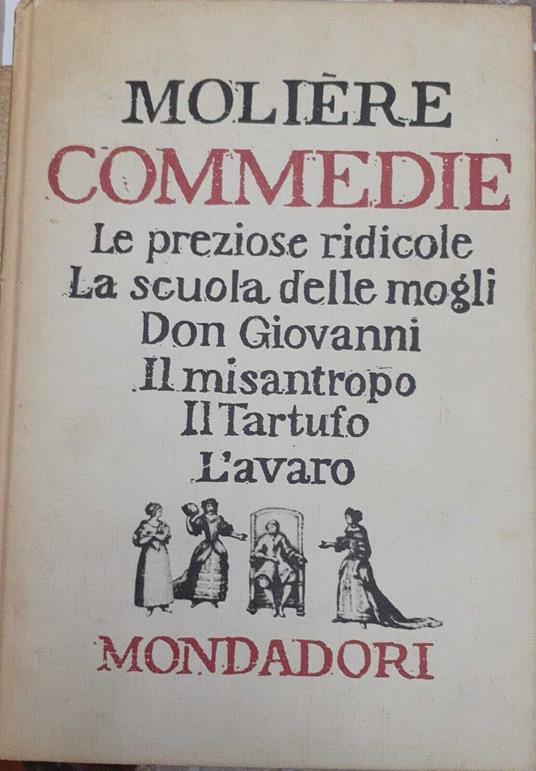 MOLIÈRE
COMMEDIE
Le preziose ridicole
La scuola delle mogli
Don Giovanni
Il misantropo
Il Tartufo
L'avaro
MONDADORI